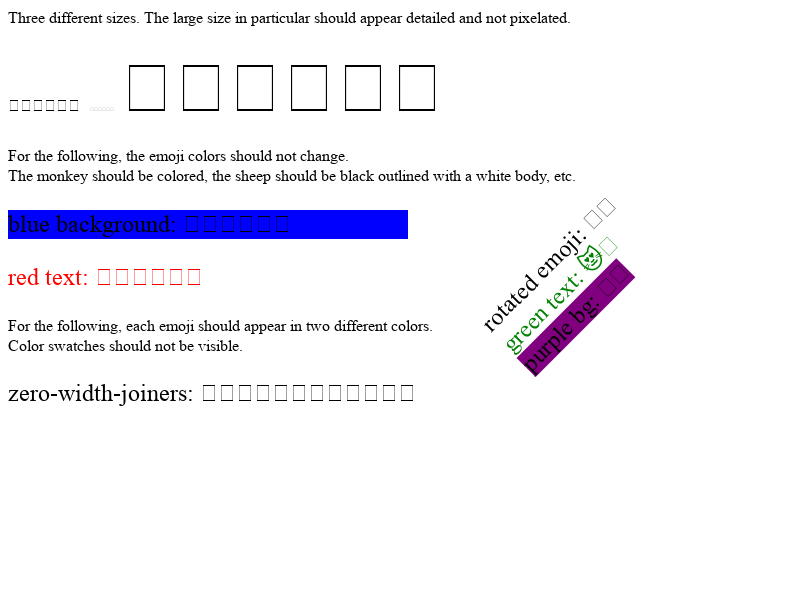 Three different sizes. The large size in particular should appear detailed and not pixelated.
For the following, the emoji colors should not change.
The monkey should be colored, the sheep should be black outlined with a white body, etc.
blue background:
red text:
rotated emoji:
green text: 🐱
purple bg:
For the following, each emoji should appear in two different colors.
Color swatches should not be visible.
zero-width-joiners: